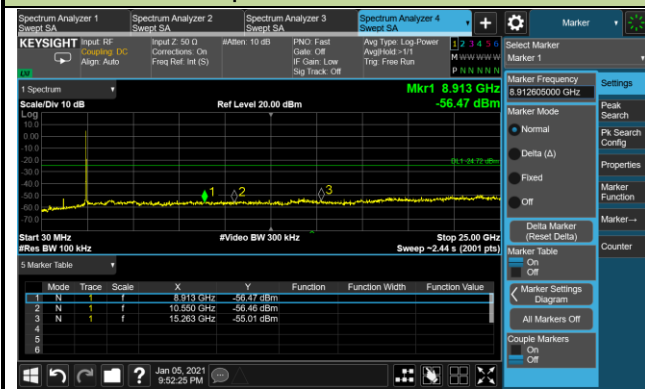 Spectrum Analyzer 1
Swept SA
Spectrum Analyzer 2
Swept SA
Spectrum Analyzer 3
Swept SA
Spectrum Analyzer 4
Swept SA
Marker
KEYSIGHT
Input: RF
Coupling: DC
Align: Auto
Input Z: 50 Ω
Corrections: On
Freq Ref: Int (S)
#Atten: 10 dB
PNO: Fast
Gate: Off
IF Gain: Low
Sig Track: Off
Avg Type: Log-Power
Avg|Hold:>1/1
Trig: Free Run
1 2 3 4 5 6
M W W W W W
P N N N N N
LW
1 Spectrum
Scale/Div 10 dB
Ref Level 20.00 dBm
Mkr1 8.913 GHz
-56.47 dBm
Log
10.0
0.00
-10.0
-20.0
-30.0
-40.0
-50.0
-60.0
-70.0
DL1 -24.72 dBm
1
2
3
Start 30 MHz
#Video BW 300 kHz
Stop 25.00 GHz
#Res BW 100 kHz
Sweep ~2.44 s (2001 pts)
5 Marker Table
Mode Trace Scale X Y Function Function Width Function Value
1 N 1 f 8.913 GHz -56.47 dBm
2 N 1 f 10.550 GHz -56.46 dBm
3 N 1 f 15.263 GHz -55.01 dBm
4
5
6
Jan 05, 2021
9:52:25 PM
Select Marker
Marker 1
Marker Frequency
8.912605000 GHz
Marker Mode
Normal
Delta (Δ)
Fixed
Off
Delta Marker
(Reset Delta)
Marker Table
On
Off
Marker Settings
Diagram
All Markers Off
Couple Markers
On
Off
Settings
Peak
Search
Pk Search
Config
Properties
Marker
Function
Marker→
Counter